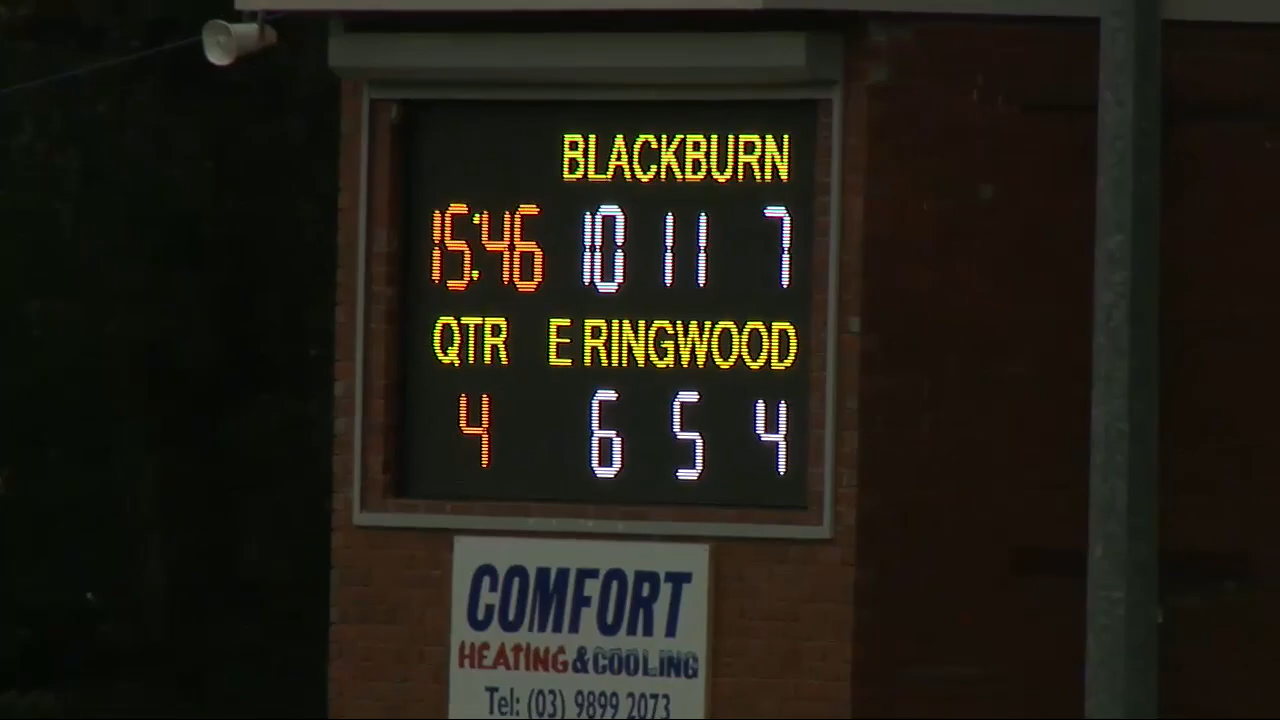 BLACKBURN
15:46 10 11 7
QTR E RINGWOOD
4 6 5 4
COMFORT
HEATING & COOLING
Tel: (03) 9899 2073